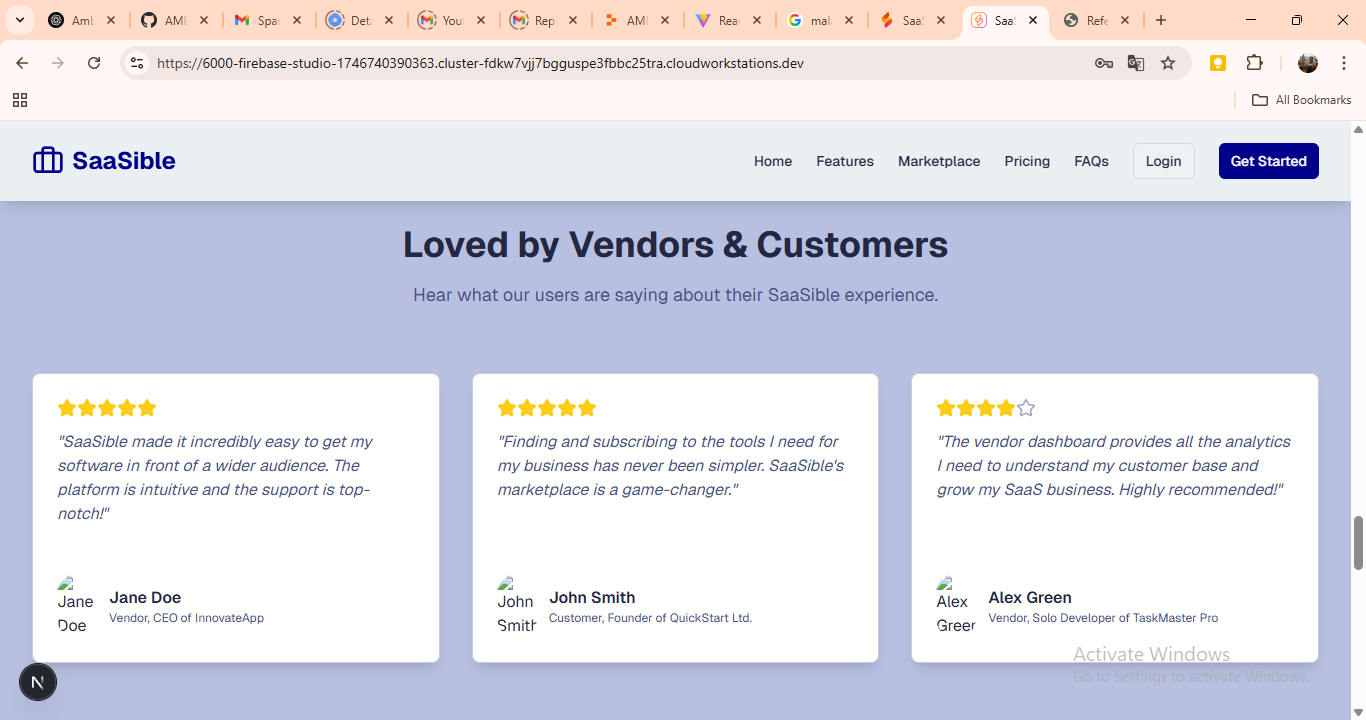 Amb
AME
Spa
Deta
You
Rep
AME
Rea
mal
SaaS
SaaS
Refe
https://6000-firebase-studio-1746740390363.cluster-fdkw7vjj7bgguspe3fbbc25tra.cloudworkstations.dev
All Bookmarks
SaaSible
Home Features Marketplace Pricing FAQs Login Get Started
Loved by Vendors & Customers
Hear what our users are saying about their SaaSible experience.
"SaaSible made it incredibly easy to get my
software in front of a wider audience. The
platform is intuitive and the support is top-
notch!"
Jane
Doe
Jane Doe
Vendor, CEO of InnovateApp
"Finding and subscribing to the tools I need for
my business has never been simpler. SaaSible's
marketplace is a game-changer."
John
Smith
John Smith
Customer, Founder of QuickStart Ltd.
"The vendor dashboard provides all the analytics
I need to understand my customer base and
grow my SaaS business. Highly recommended!"
Alex
Green
Alex Green
Vendor, Solo Developer of TaskMaster Pro
N
Activate Windows
Go to Settings to activate Windows.